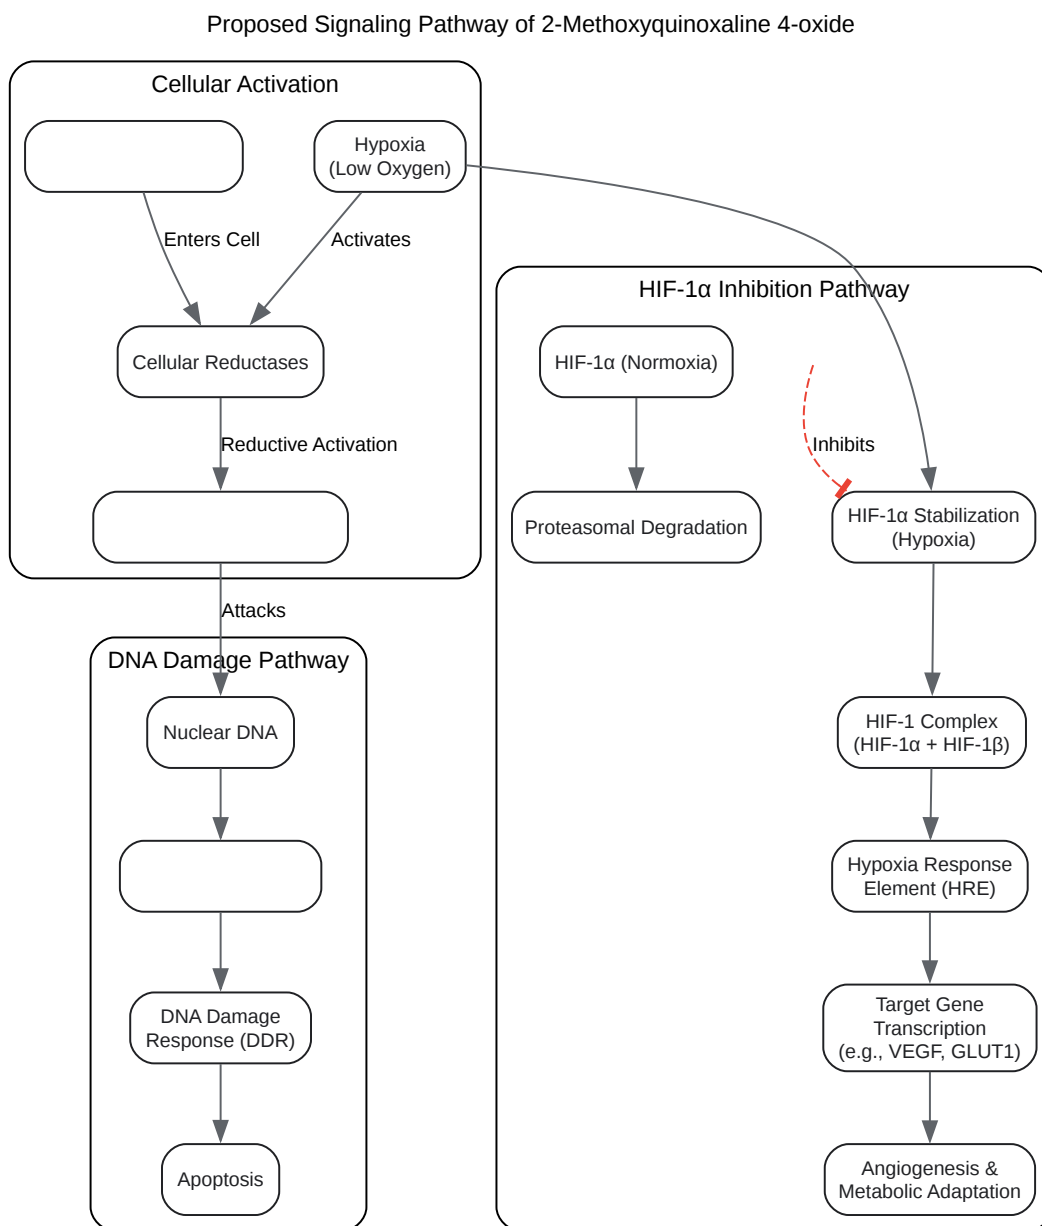 Proposed Signaling Pathway of 2-Methoxyquinoxaline 4-oxide
Cellular Activation
Hypoxia
(Low Oxygen)
Enters Cell
Activates
Cellular Reductases
Reductive Activation
Attacks
DNA Damage Pathway
Nuclear DNA
DNA Damage
Response (DDR)
Apoptosis
HIF-1α Inhibition Pathway
HIF-1α (Normoxia)
Inhibits
Proteasomal Degradation
HIF-1α Stabilization
(Hypoxia)
HIF-1 Complex
(HIF-1α + HIF-1β)
Hypoxia Response
Element (HRE)
Target Gene
Transcription
(e.g., VEGF, GLUT1)
Angiogenesis &
Metabolic Adaptation